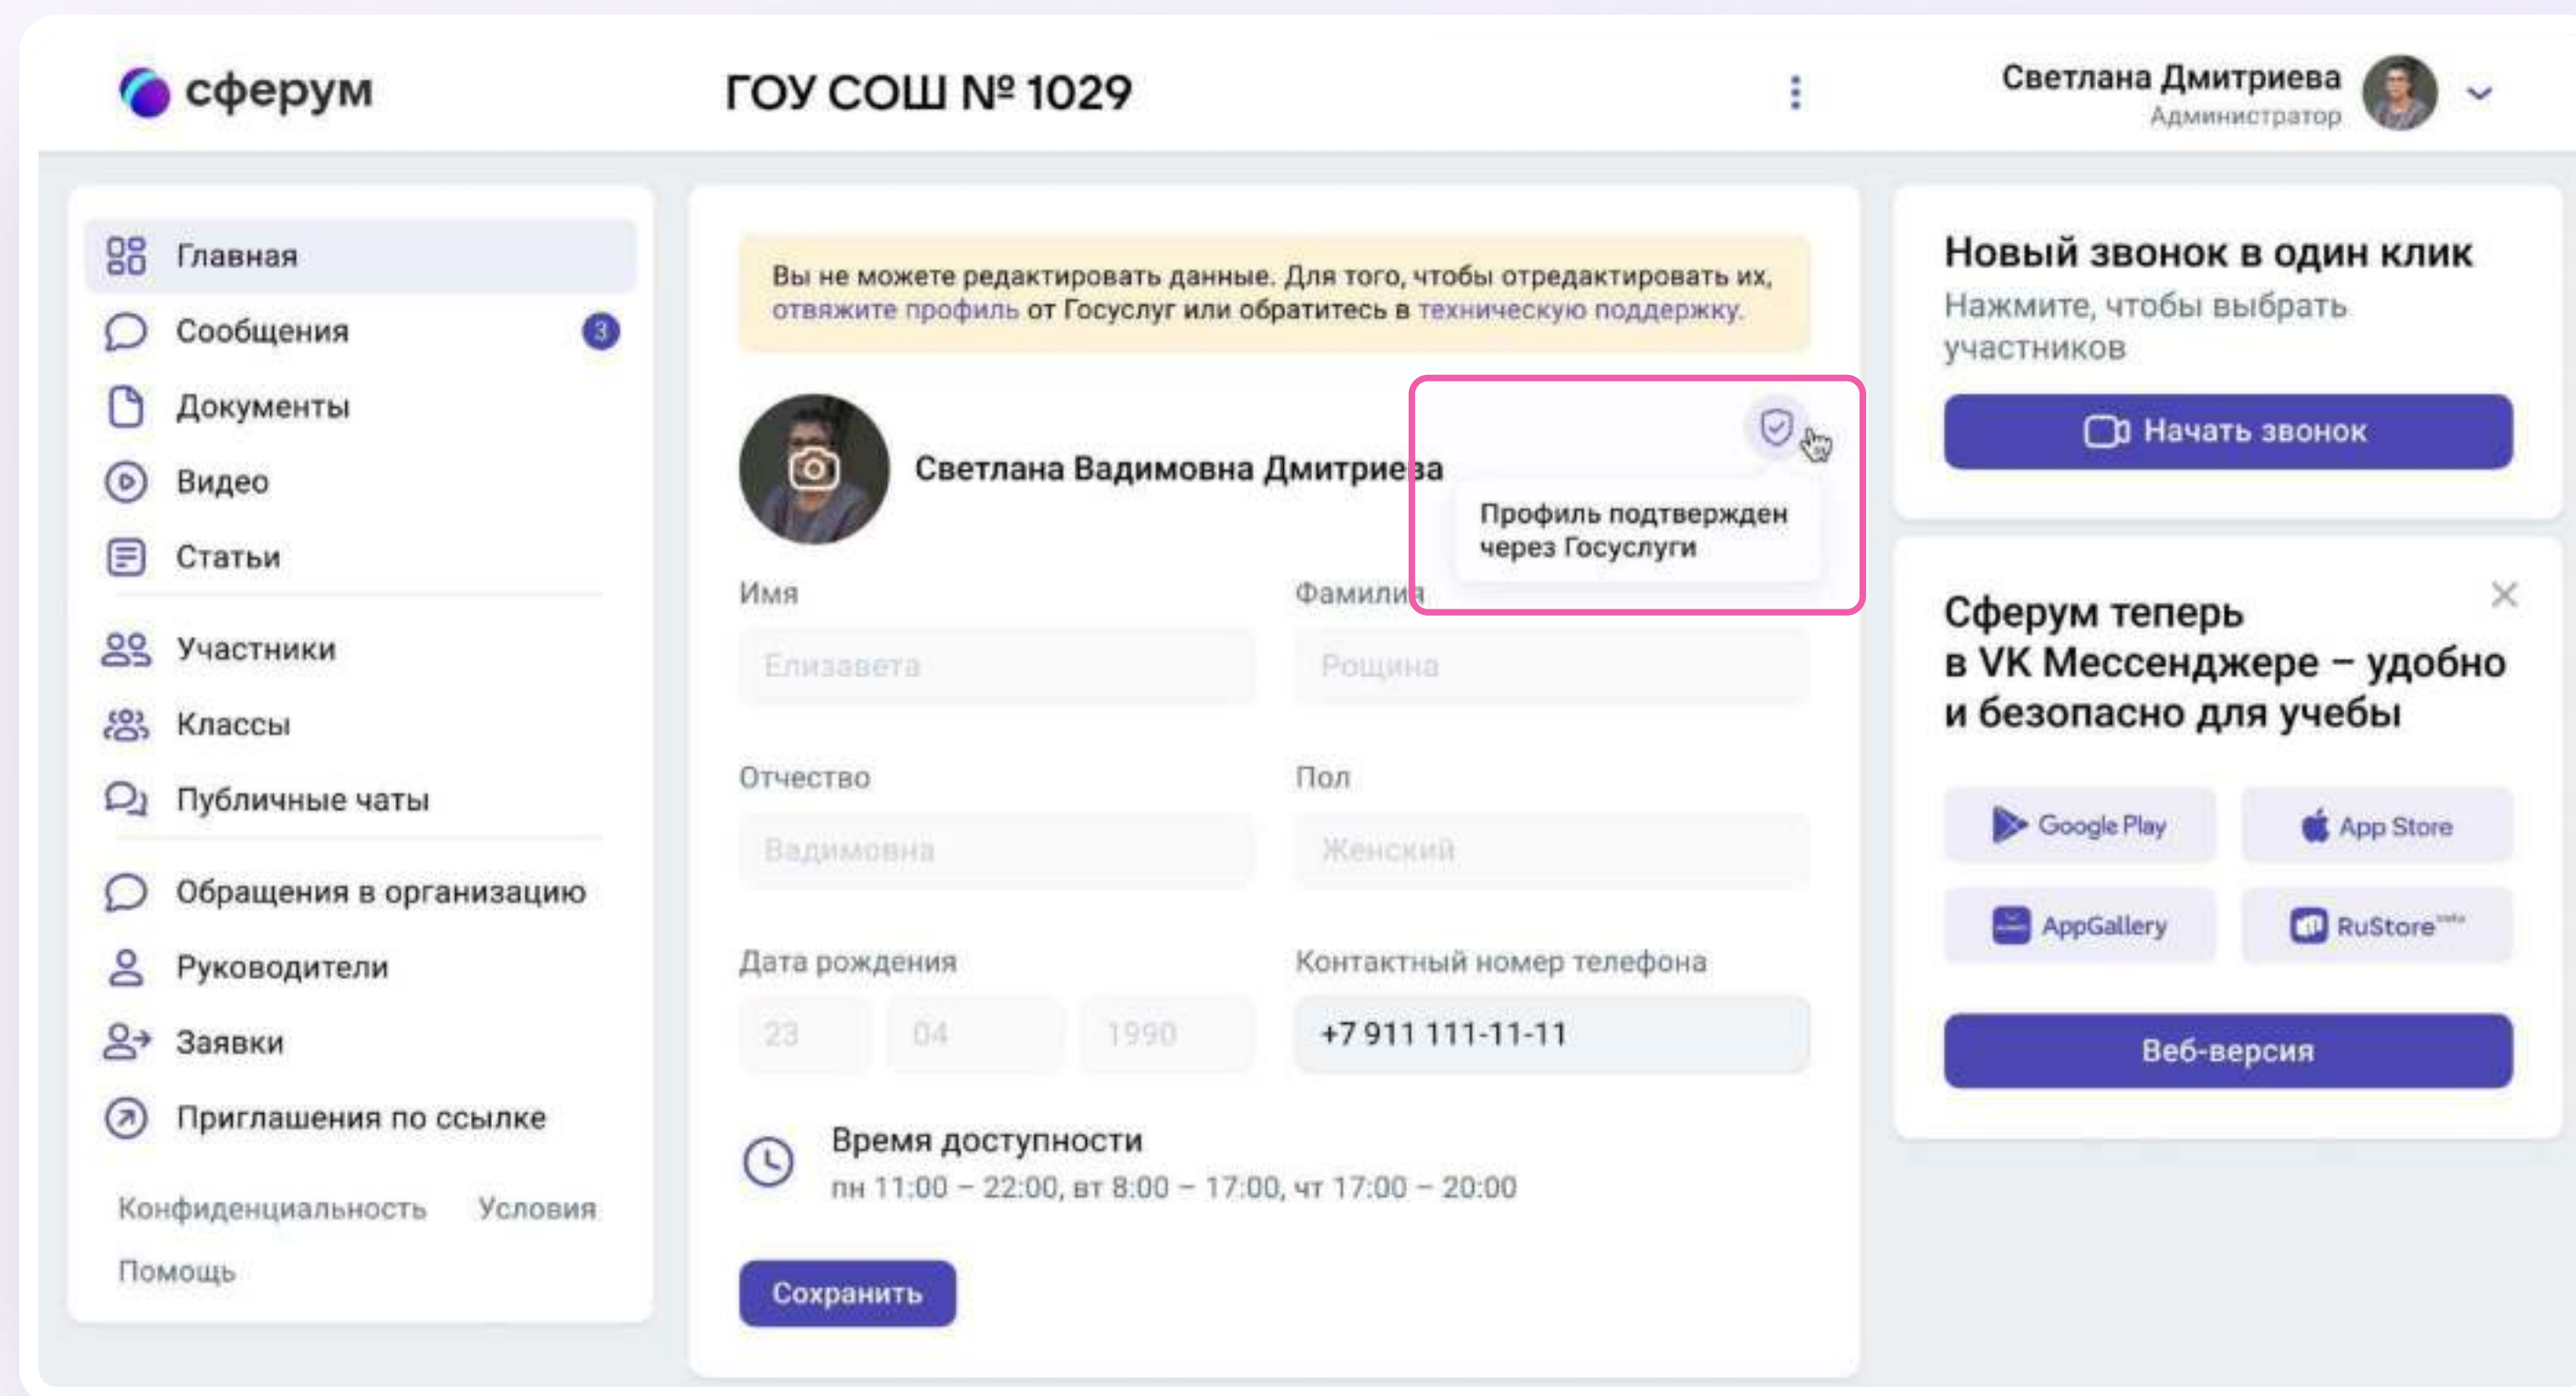 сферум
ГОУ СОШ № 1029
Светлана Дмитриева
Администратор
Главная
Сообщения 3
Документы
Видео
Статьи
Участники
Классы
Публичные чаты
Обращения в организацию
Руководители
Заявки
Приглашения по ссылке
Конфиденциальность Условия
Помощь
Вы не можете редактировать данные. Для того, чтобы отредактировать их,
отвяжите профиль от Госуслуг или обратитесь в техническую поддержку.
Светлана Вадимовна Дмитриева
Профиль подтвержден
через Госуслуги
Имя Фамилия
Елизавета Рощина
Отчество Пол
Вадимовна Женский
Дата рождения Контактный номер телефона
23 04 1990 +7 911 111-11-11
Время доступности
пн 11:00 – 22:00, вт 8:00 – 17:00, чт 17:00 – 20:00
Сохранить
Новый звонок в один клик
Нажмите, чтобы выбрать
участников
Начать звонок
Сферум теперь
в VK Мессенджере – удобно
и безопасно для учебы
Google Play App Store
AppGallery RuStore
Веб-версия